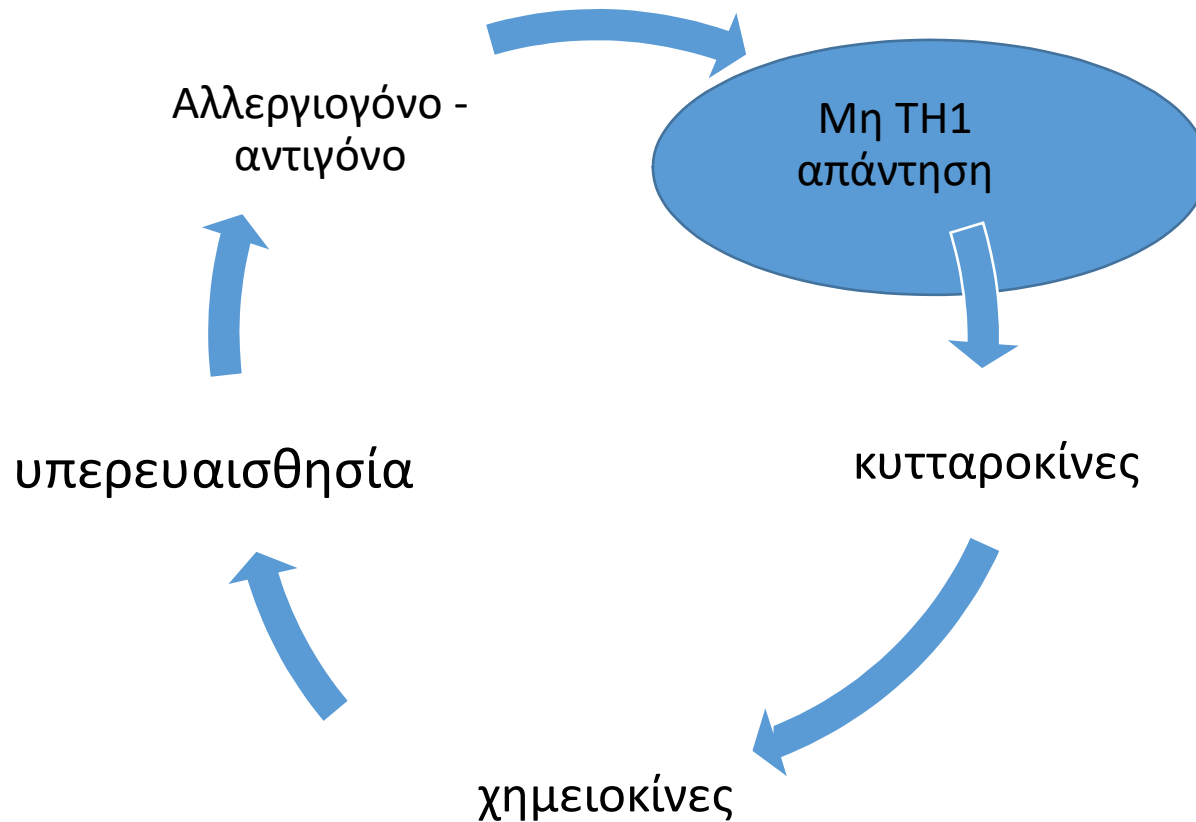 Αλλεργιογόνο -
αντιγόνο
Μη TH1
απάντηση
κυτταροκίνες
χημειοκίνες
υπερευαισθησία